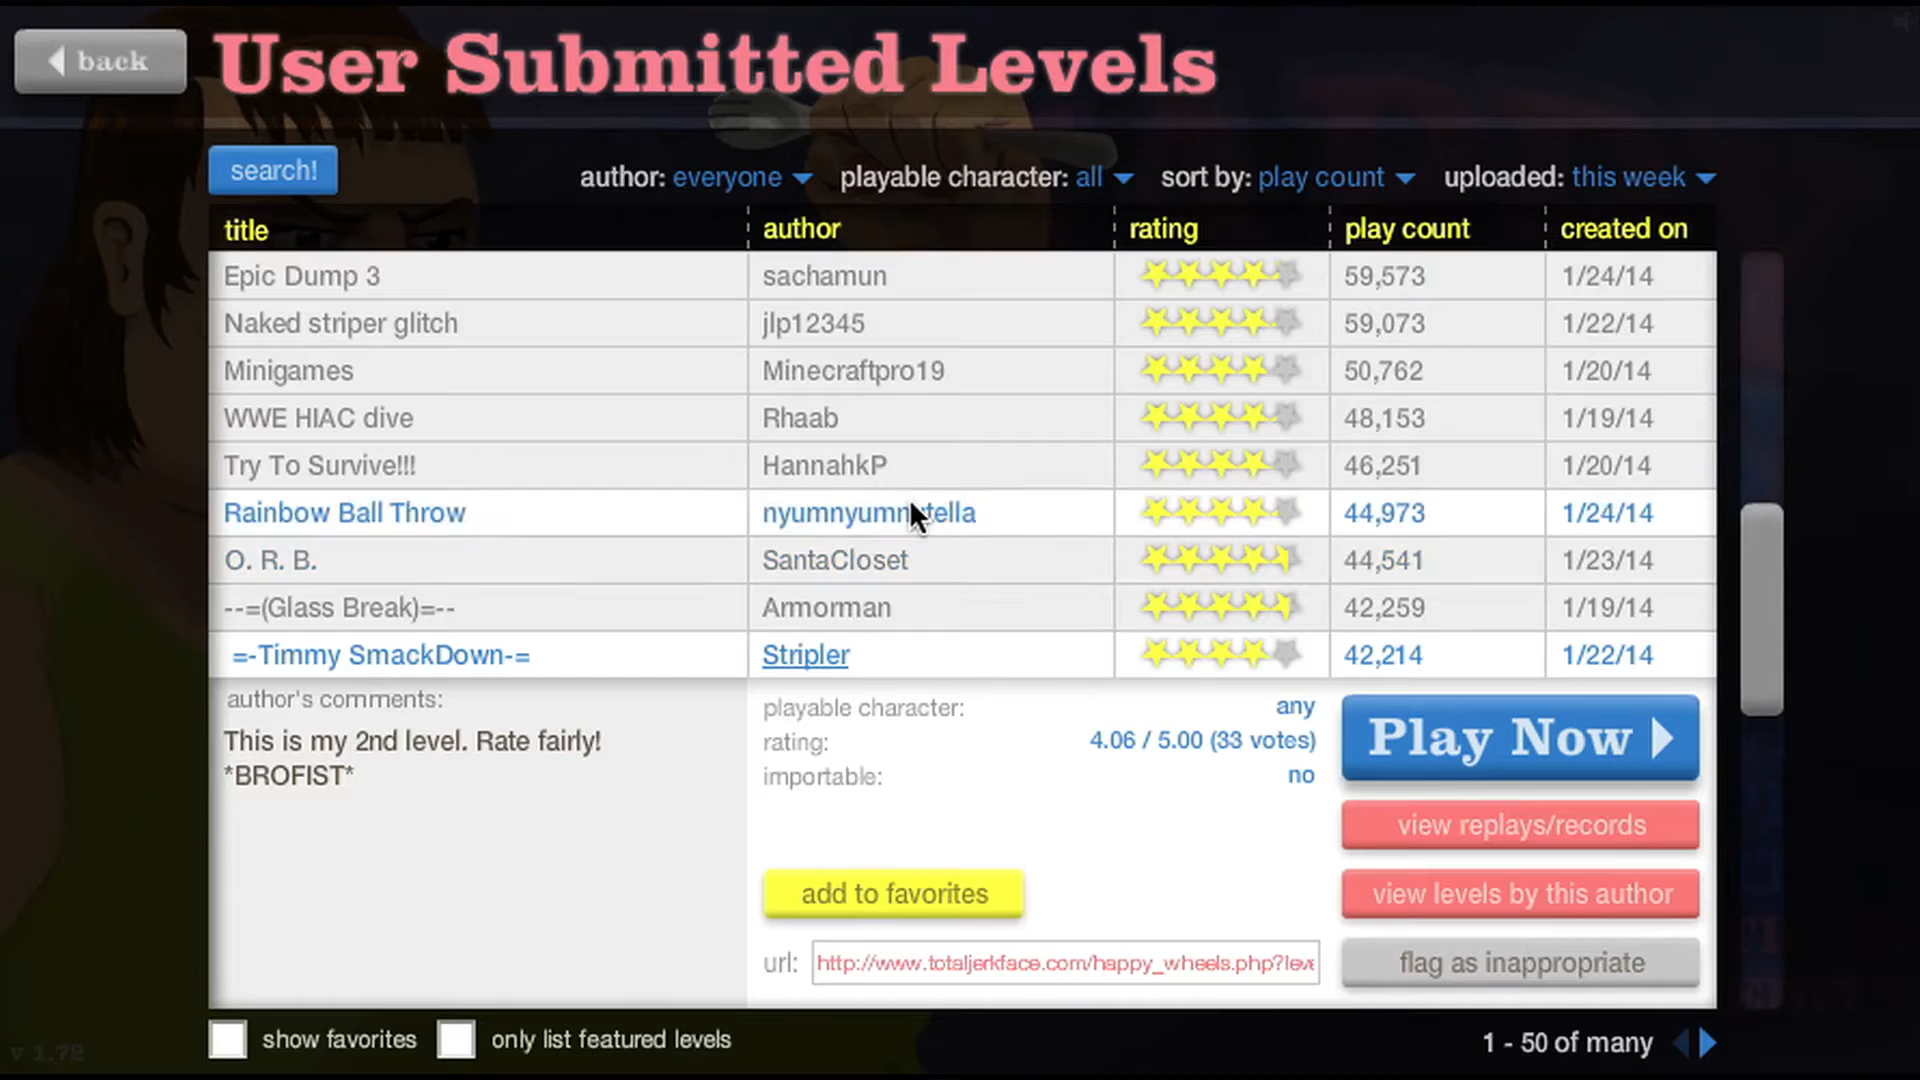 back
User Submitted Levels
search!
author: everyone playable character: all sort by: play count uploaded: this week
title author rating play count created on
Epic Dump 3 sachamun 59,573 1/24/14
Naked striper glitch jlp12345 59,073 1/22/14
Minigames Minecraftpro19 50,762 1/20/14
WWE HIAC dive Rhaab 48,153 1/19/14
Try To Survive!!! HannahkP 46,251 1/20/14
Rainbow Ball Throw 44,973 1/24/14
O. R. B. SantaCloset 44,541 1/23/14
--=(Glass Break)=-- Armorman 42,259 1/19/14
=-Timmy SmackDown-= Stripler 42,214 1/22/14
author's comments:
This is my 2nd level. Rate fairly!
*BROFIST*
playable character: any
rating: 4.06 / 5.00 (33 votes)
importable: no
add to favorites
url: http://www.totaljerkface.com/happy_wheels.php?leve
Play Now
view replays/records
view levels by this author
flag as inappropriate
show favorites only list featured levels
1 - 50 of many
v 1.72